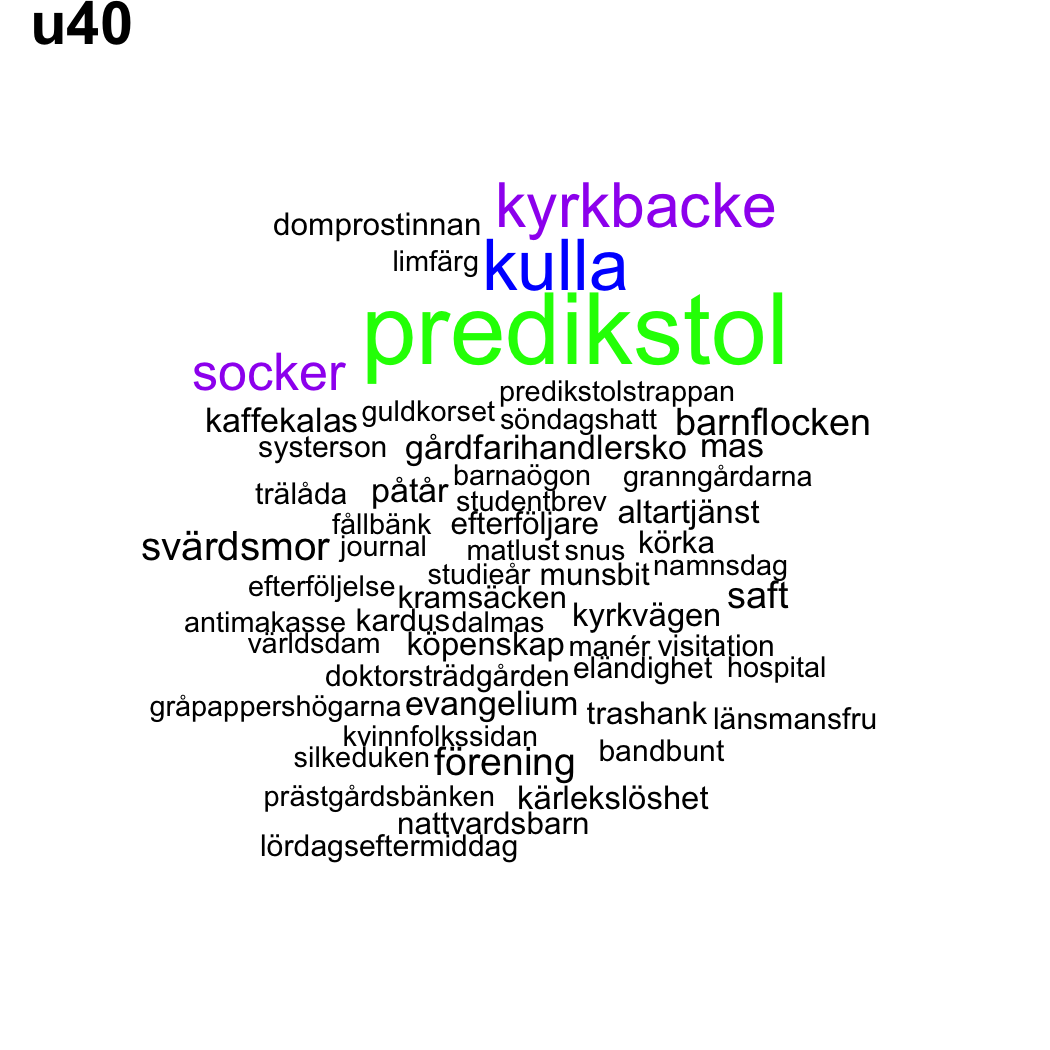 u40
kyrkbacke
domprostinnan
limfärg kulla
predikstol
socker
predikstolstrappan
kaffekalas guldkorset söndagshatt barnflocken
systerson gårdfarihandlersko mas
barnaögon granngårdarna
trälåda påtår studentbrev altartjänst
fållbänk efterföljare
svärdsmor journal matlust snus körka
namnsdag
studieår munsbit
efterföljelse kramsäcken saft
antimakasse kardus dalmas kyrkvägen
världsdam köpenskap manér visitation
doktorsträdgården eländighet hospital
gråpappershögarna evangelium trashank länsmansfru
kvinnfolkssidan
silkeduken förening bandbunt
prästgårdsbänken kärlekslöshet
nattvardsbarn
lördagseftermiddag